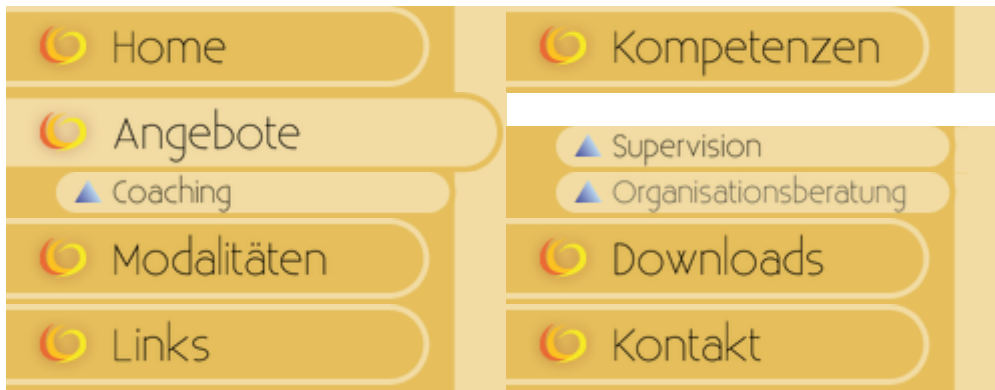 Home
Kompetenzen
Angebote
Supervision
Coaching
Organisationsberatung
Modalitäten
Downloads
Links
Kontakt